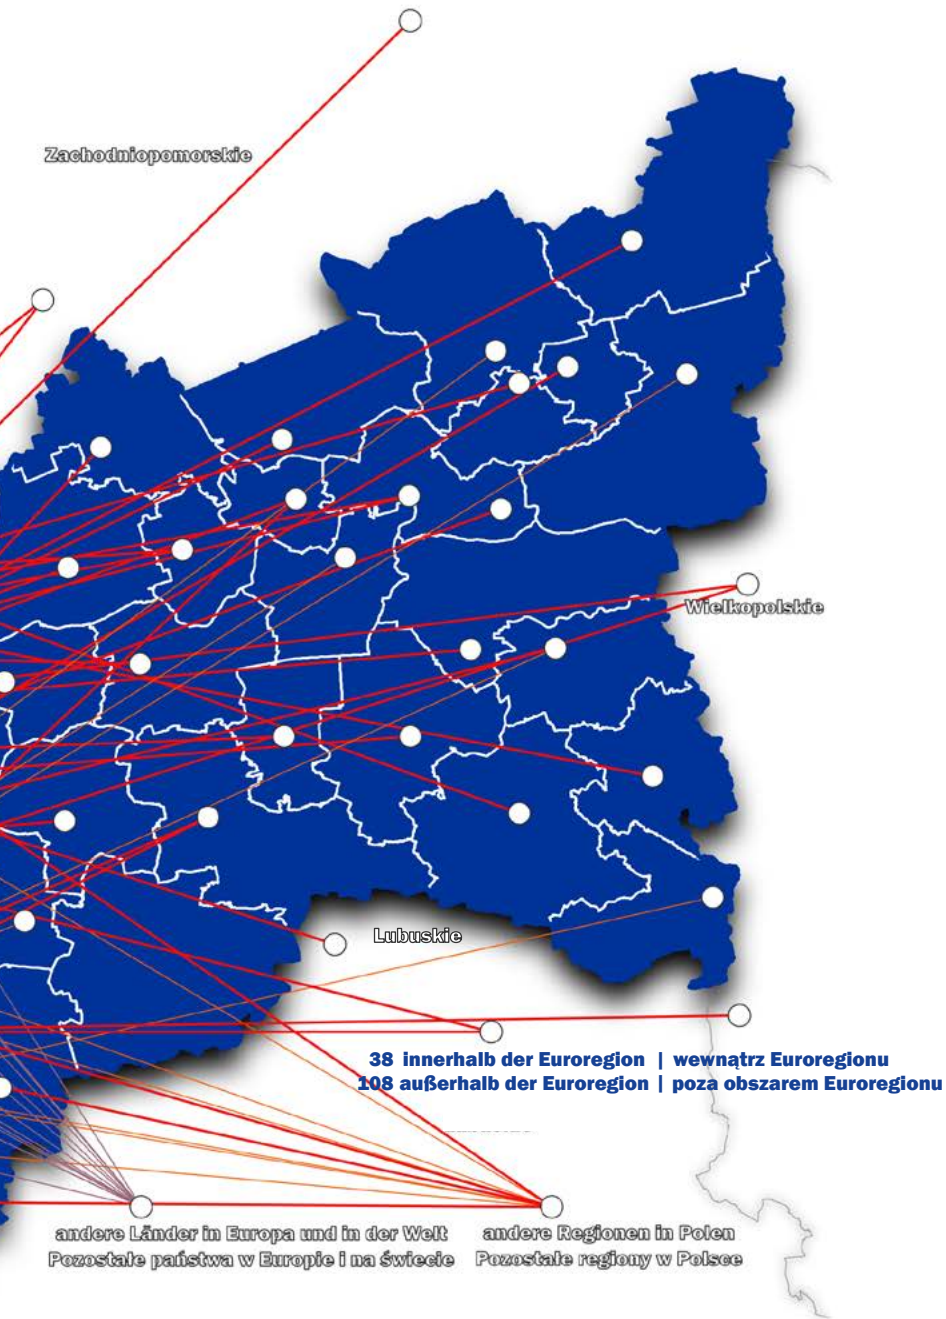 Zachodniopomorskie
Wielkopolskie
Lubuskie
38 innerhalb der Euroregion | wewnątrz Euroregionu
108 außerhalb der Euroregion | poza obszarem Euroregionu
andere Länder in Europa und in der Welt
Pozostałe państwa w Europie i na świecie
andere Regionen in Polen
Pozostałe regiony w Polsce